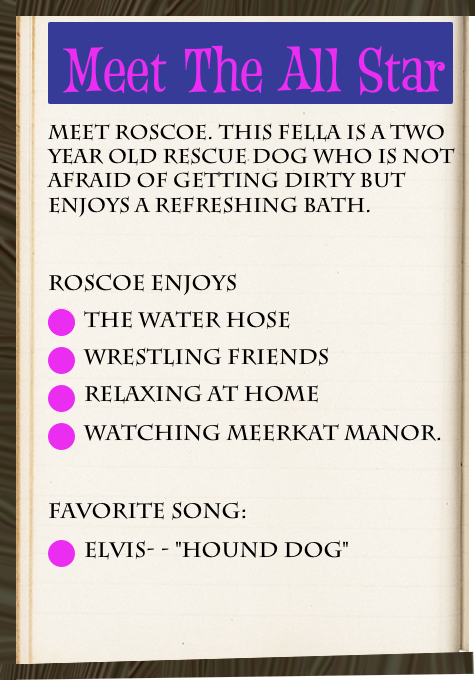 Meet The All Star
MEET ROSCOE. THIS FELLA IS A TWO
YEAR OLD RESCUE DOG WHO IS NOT
AFRAID OF GETTING DIRTY BUT
ENJOYS A REFRESHING BATH.
ROSCOE ENJOYS
THE WATER HOSE
WRESTLING FRIENDS
RELAXING AT HOME
WATCHING MEERKAT MANOR.
FAVORITE SONG:
ELVIS- - "HOUND DOG"